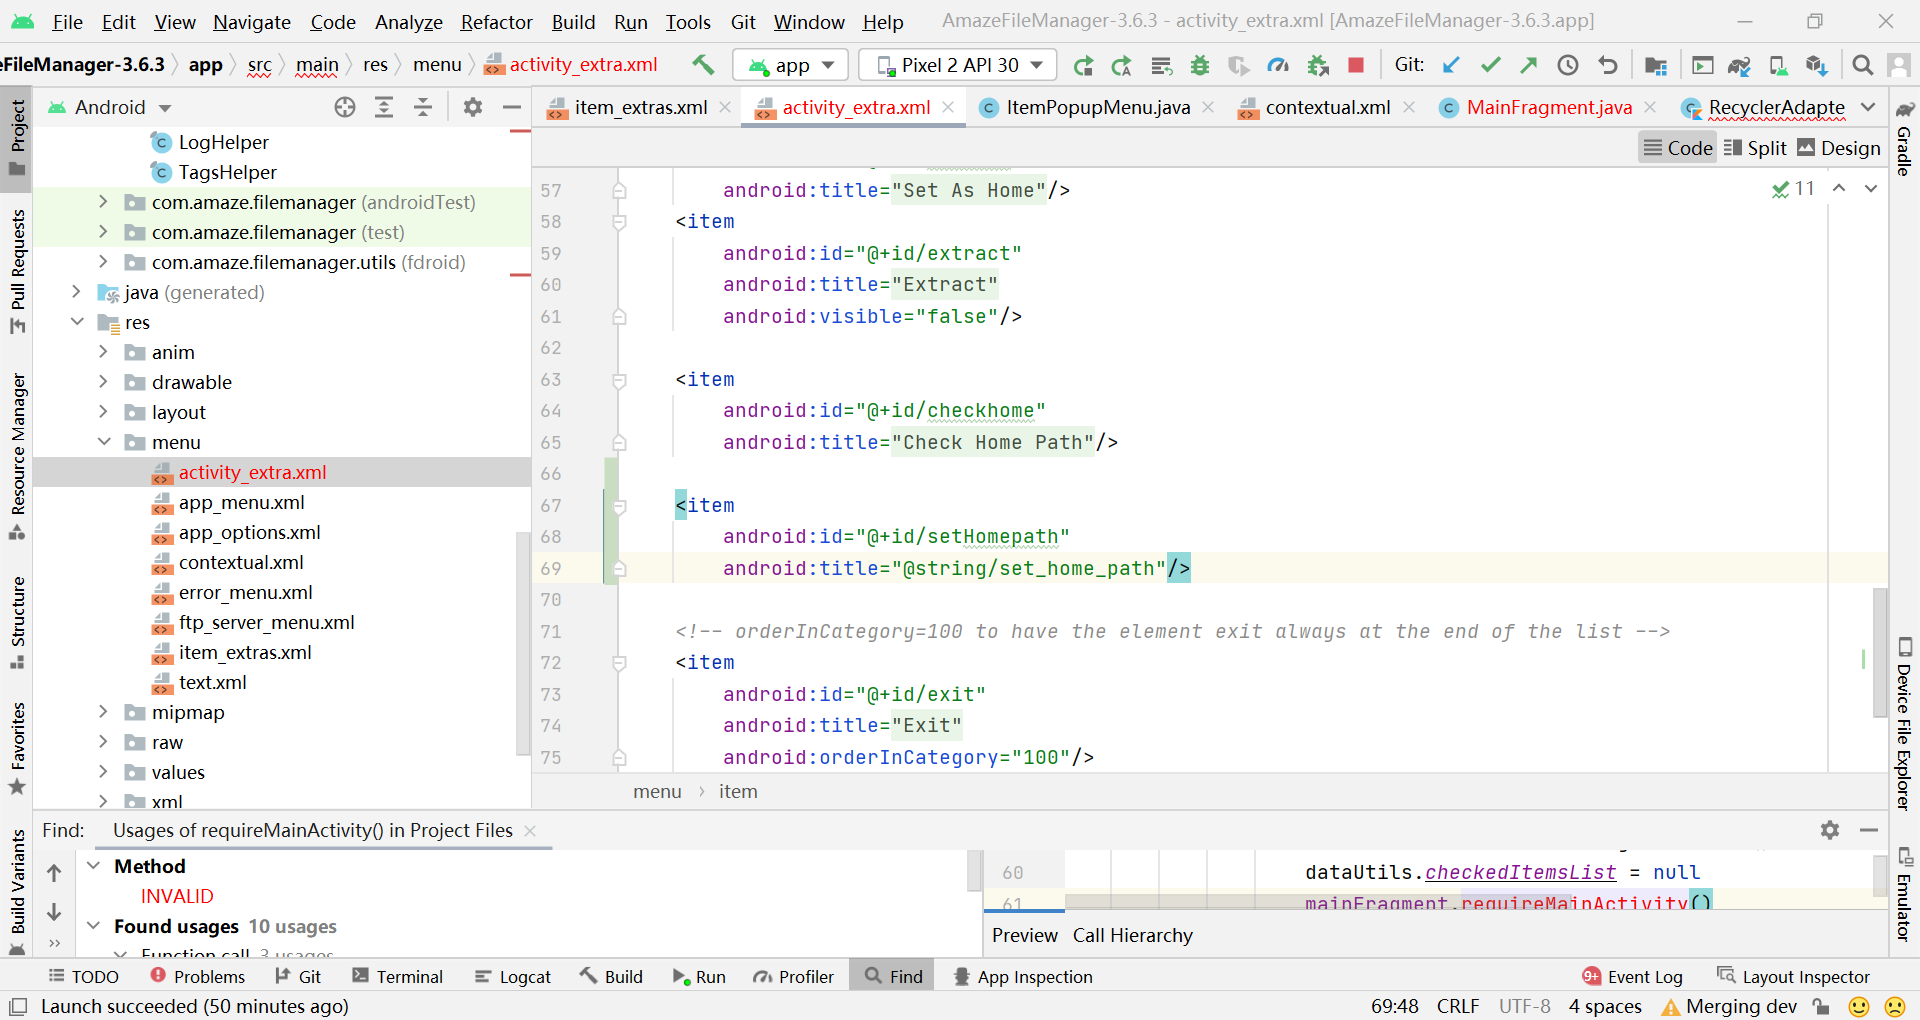 File Edit View Navigate Code Analyze Refactor Build Run Tools Git Window Help AmazeFileManager-3.6.3 - activity_extra.xml [AmazeFileManager-3.6.3.app]
eFileManager-3.6.3 app src main res menu activity_extra.xml app Pixel 2 API 30 Git:
Android
item_extras.xml activity_extra.xml ItemPopupMenu.java contextual.xml MainFragment.java RecyclerAdapte
Code Split Design
LogHelper
TagsHelper
com.amaze.filemanager (androidTest)
com.amaze.filemanager (test)
com.amaze.filemanager.utils (fdroid)
java (generated)
res
anim
drawable
layout
menu
activity_extra.xml
app_menu.xml
app_options.xml
contextual.xml
error_menu.xml
ftp_server_menu.xml
item_extras.xml
text.xml
mipmap
raw
values
xml
57 android:title="Set As Home"/>
58 <item
59 android:id="@+id/extract"
60 android:title="Extract"
61 android:visible="false"/>
62
63 <item
64 android:id="@+id/checkhome"
65 android:title="Check Home Path"/>
66
67 <item
68 android:id="@+id/setHomepath"
69 android:title="@string/set_home_path"/>
70
71 <!-- orderInCategory=100 to have the element exit always at the end of the list -->
72 <item
73 android:id="@+id/exit"
74 android:title="Exit"
75 android:orderInCategory="100"/>
11
menu item
Project
Pull Requests
Resource Manager
Structure
Favorites
Build Variants
Gradle
Device File Explorer
Emulator
Find: Usages of requireMainActivity() in Project Files
Method
INVALID
Found usages 10 usages
Function call 3 usages
60 dataUtils.checkedItemsList = null
61 mainFragment.requireMainActivity()
Preview Call Hierarchy
TODO Problems Git Terminal Logcat Build Run Profiler Find App Inspection 9+ Event Log Layout Inspector
Launch succeeded (50 minutes ago) 69:48 CRLF UTF-8 4 spaces Merging dev